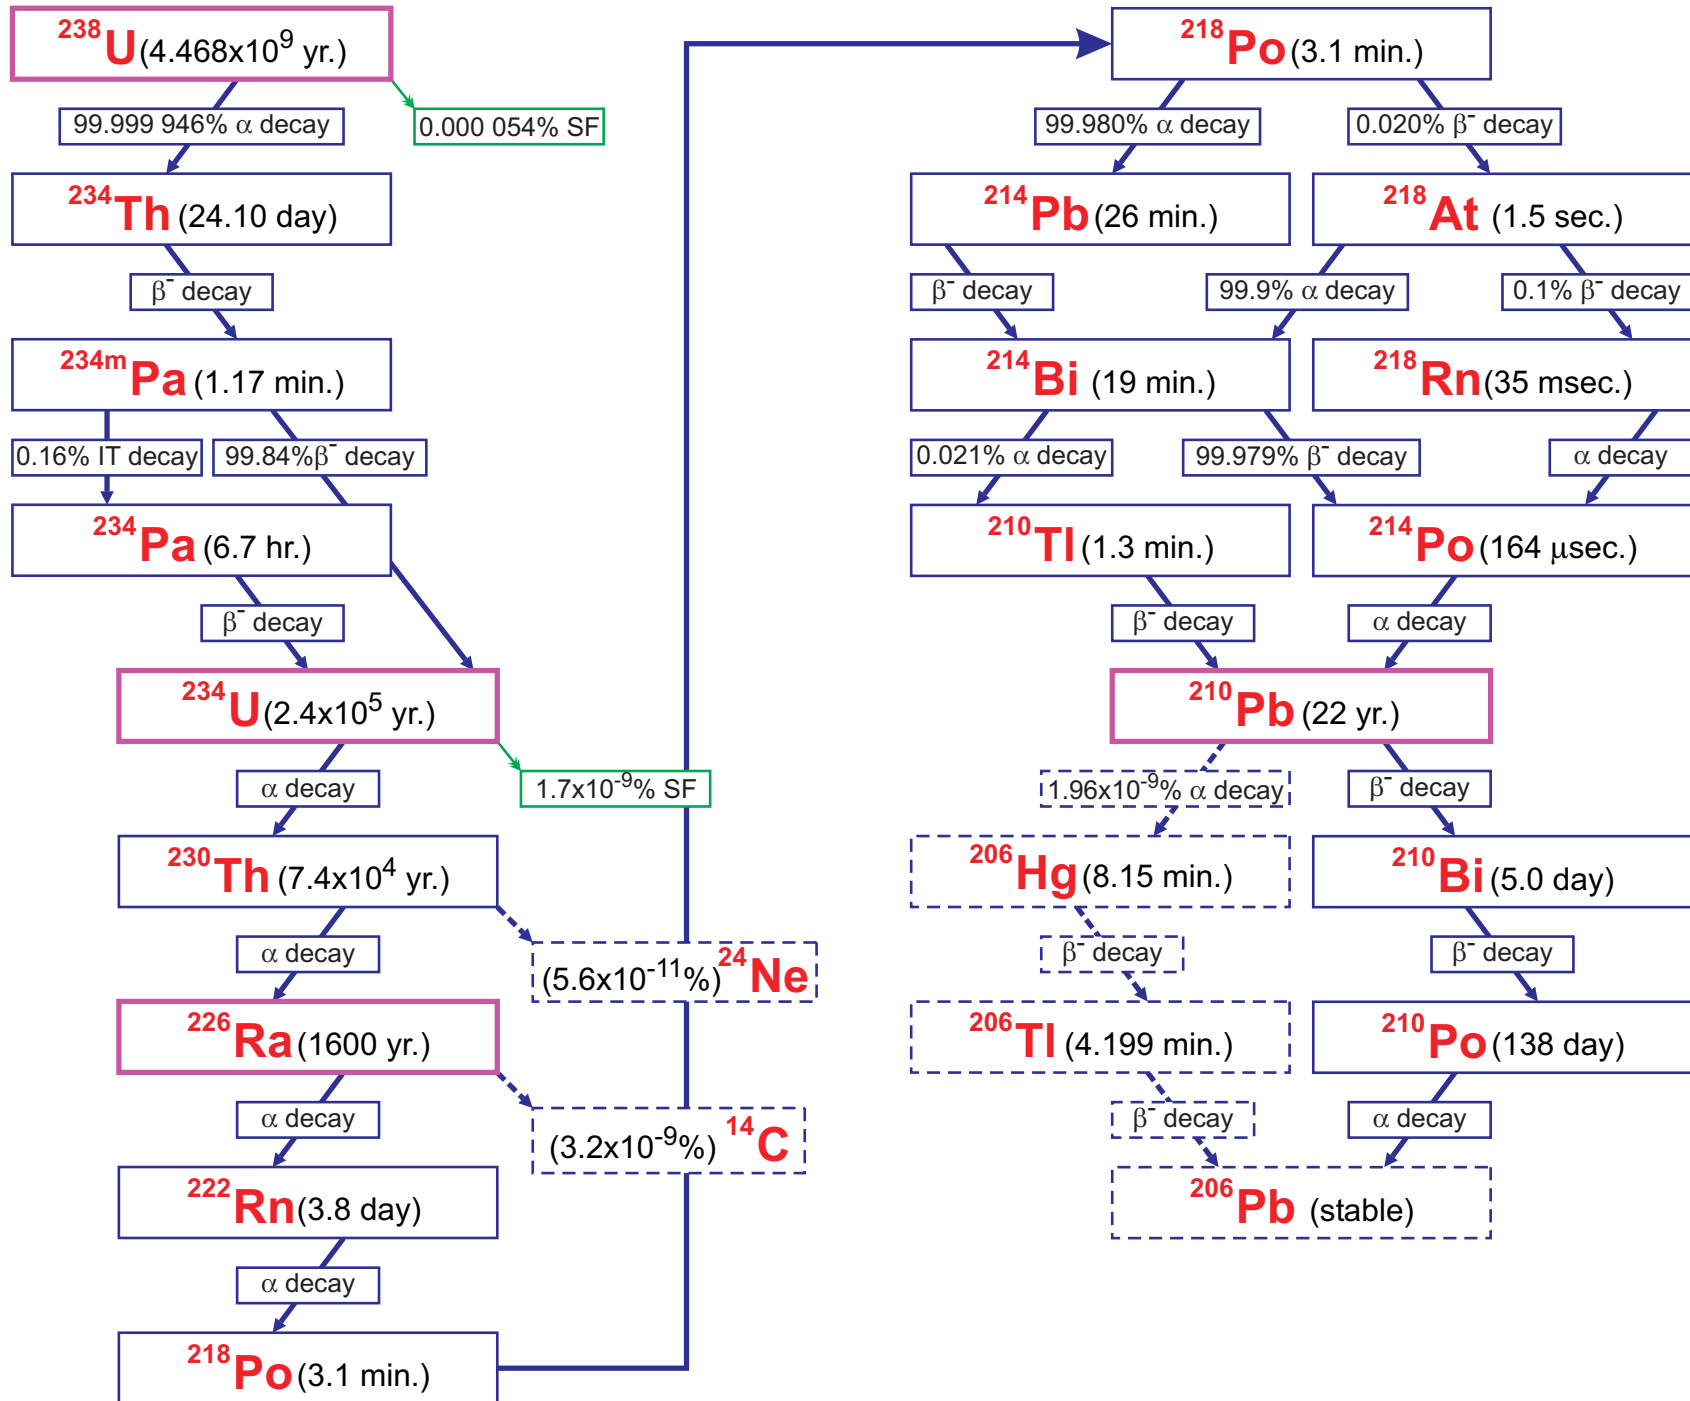 ²³⁸U (4.468x10⁹ yr.)
99.999 946% α decay
0.000 054% SF
²³⁴Th (24.10 day)
β⁻ decay
²³⁴ᵐPa (1.17 min.)
0.16% IT decay
99.84%β⁻ decay
²³⁴Pa (6.7 hr.)
β⁻ decay
²³⁴U (2.4x10⁵ yr.)
α decay
1.7x10⁻⁹% SF
²³⁰Th (7.4x10⁴ yr.)
α decay
(5.6x10⁻¹¹%) ²⁴Ne
²²⁶Ra (1600 yr.)
α decay
(3.2x10⁻⁹%) ¹⁴C
²²²Rn (3.8 day)
α decay
²¹⁸Po (3.1 min.)
²¹⁸Po (3.1 min.)
99.980% α decay
0.020% β⁻ decay
²¹⁴Pb (26 min.)
²¹⁸At (1.5 sec.)
β⁻ decay
99.9% α decay
0.1% β⁻ decay
²¹⁴Bi (19 min.)
²¹⁸Rn (35 msec.)
0.021% α decay
99.979% β⁻ decay
α decay
²¹⁰Tl (1.3 min.)
²¹⁴Po (164 μsec.)
β⁻ decay
α decay
²¹⁰Pb (22 yr.)
1.96x10⁻⁹% α decay
β⁻ decay
²⁰⁶Hg (8.15 min.)
²¹⁰Bi (5.0 day)
β⁻ decay
β⁻ decay
²⁰⁶Tl (4.199 min.)
²¹⁰Po (138 day)
β⁻ decay
α decay
²⁰⁶Pb (stable)